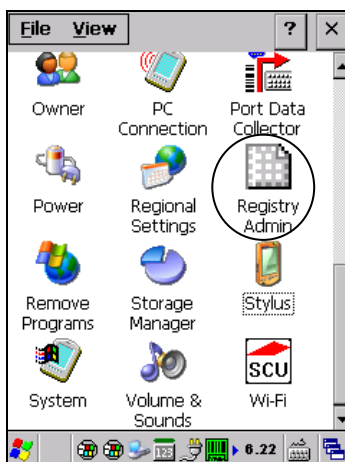 File View ? ×
Owner
PC
Connection
Port Data
Collector
Power
Regional
Settings
Registry
Admin
Remove
Programs
Storage
Manager
Stylus
System
Volume &
Sounds
SCU
Wi-Fi
123
6.22